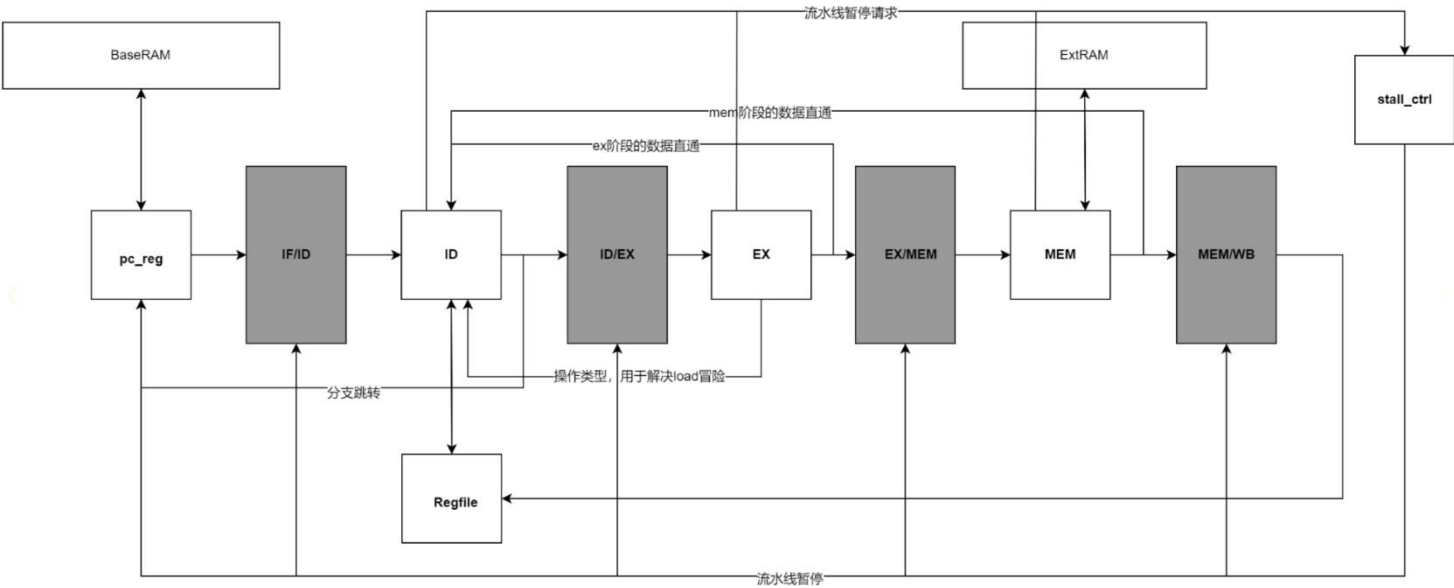 流水线暂停请求
BaseRAM
ExtRAM
stall_ctrl
mem阶段的数据直通
ex阶段的数据直通
pc_reg
IF/ID
ID
ID/EX
EX
EX/MEM
MEM
MEM/WB
操作类型，用于解决load冒险
分支跳转
Regfile
流水线暂停